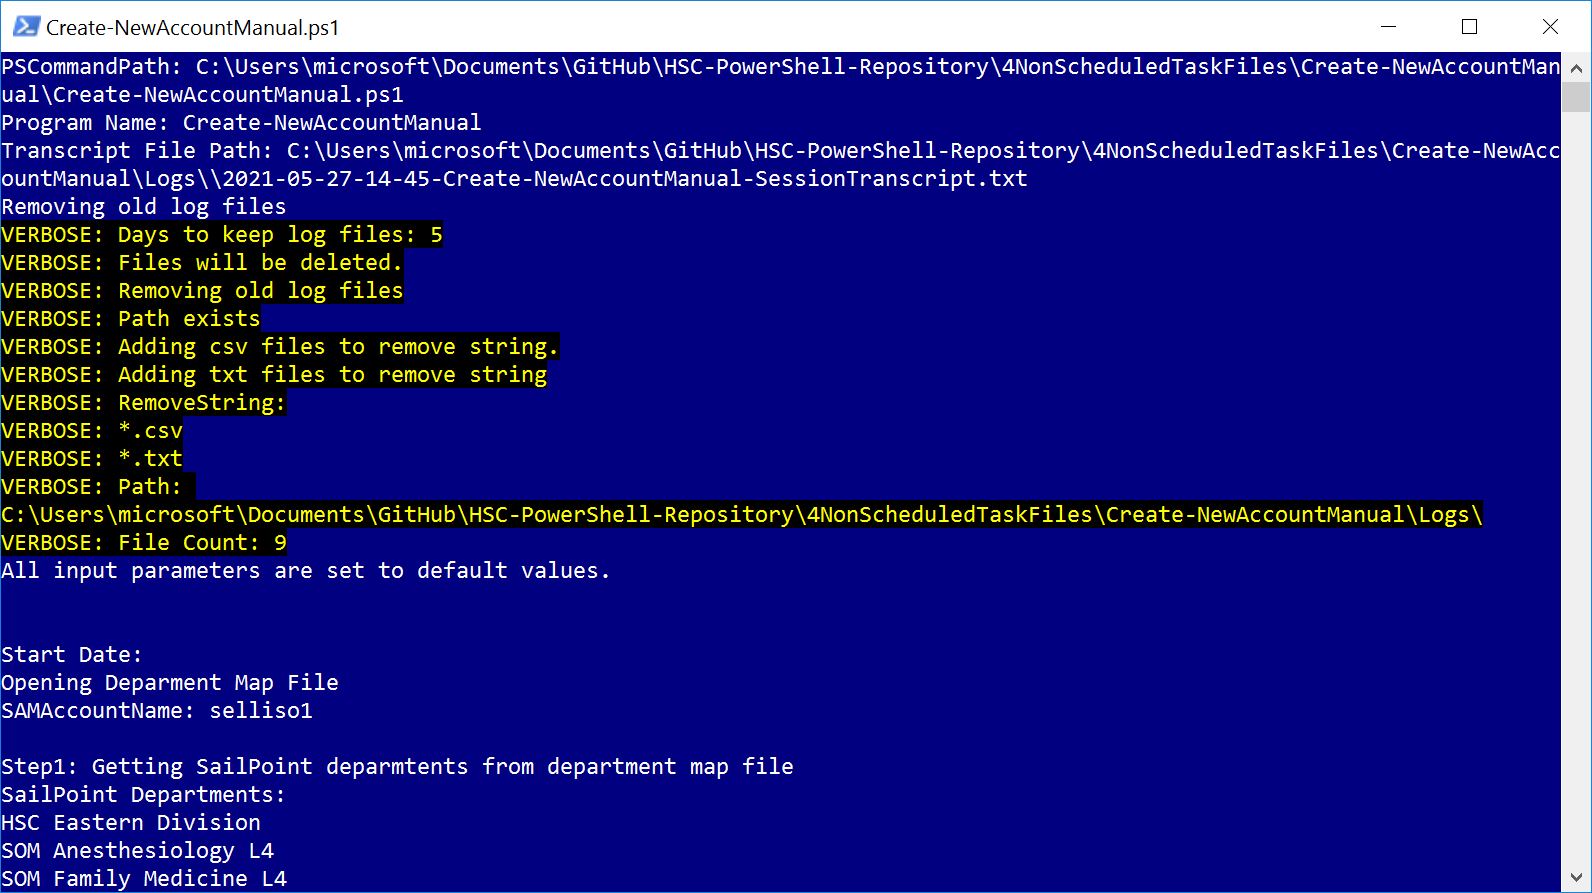 Create-NewAccountManual.ps1
PSCommandPath: C:\Users\microsoft\Documents\GitHub\HSC-PowerShell-Repository\4NonScheduledTaskFiles\Create-NewAccountMan
ual\Create-NewAccountManual.ps1
Program Name: Create-NewAccountManual
Transcript File Path: C:\Users\microsoft\Documents\GitHub\HSC-PowerShell-Repository\4NonScheduledTaskFiles\Create-NewAcc
ountManual\Logs\\2021-05-27-14-45-Create-NewAccountManual-SessionTranscript.txt
Removing old log files
VERBOSE: Days to keep log files: 5
VERBOSE: Files will be deleted.
VERBOSE: Removing old log files
VERBOSE: Path exists
VERBOSE: Adding csv files to remove string.
VERBOSE: Adding txt files to remove string
VERBOSE: RemoveString:
VERBOSE: *.csv
VERBOSE: *.txt
VERBOSE: Path:
C:\Users\microsoft\Documents\GitHub\HSC-PowerShell-Repository\4NonScheduledTaskFiles\Create-NewAccountManual\Logs\
VERBOSE: File Count: 9
All input parameters are set to default values.
Start Date:
Opening Deparment Map File
SAMAccountName:selliso1
Step1: Getting SailPoint deparmtents from department map file
SailPoint Departments:
HSC Eastern Division
SOM Anesthesiology L4
SOM Family Medicine L4